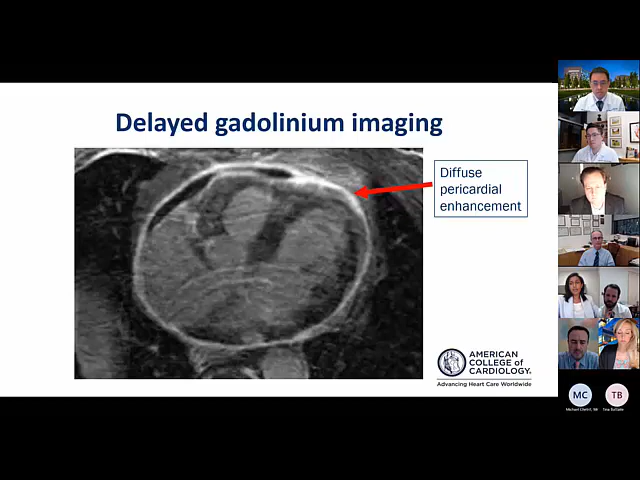 Delayed gadolinium imaging
Diffuse
pericardial
enhancement
AMERICAN
COLLEGE of
CARDIOLOGY®
Advancing Heart Care Worldwide
MC
TB